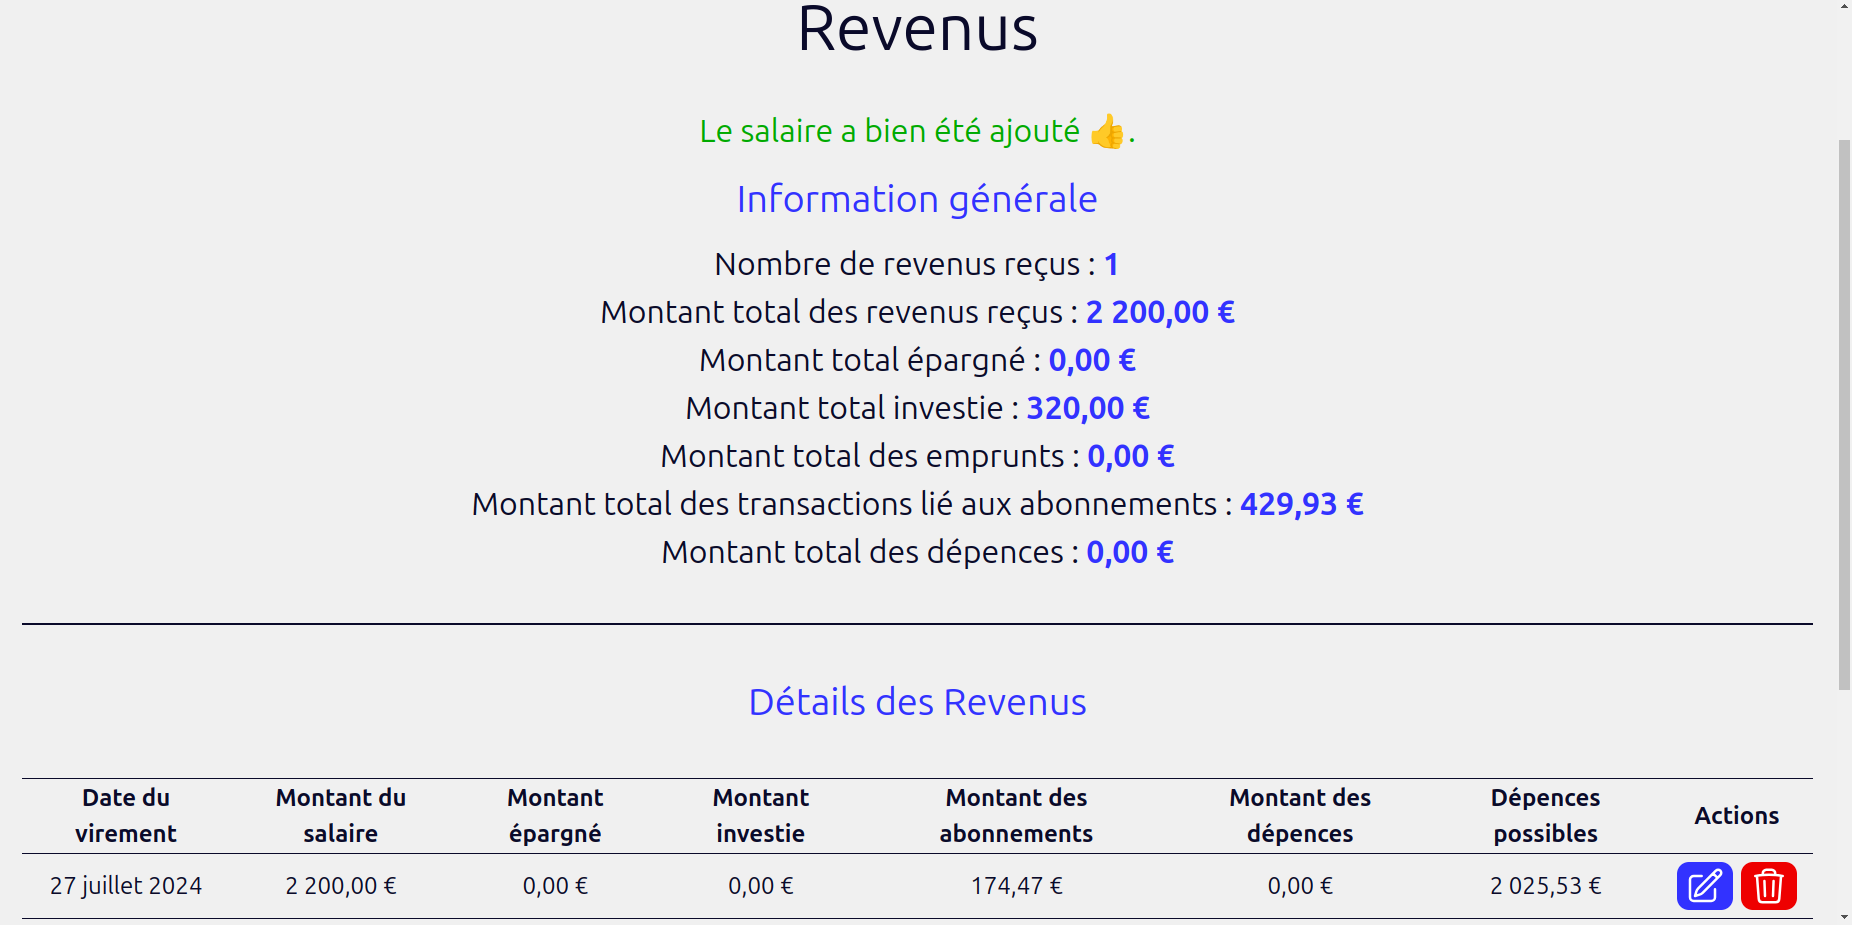 Revenus
Le salaire a bien été ajouté 👍.
Information générale
Nombre de revenus reçus : 1
Montant total des revenus reçus : 2 200,00 €
Montant total épargné : 0,00 €
Montant total investie : 320,00 €
Montant total des emprunts : 0,00 €
Montant total des transactions lié aux abonnements : 429,93 €
Montant total des dépences : 0,00 €
Détails des Revenus
Date du virement Montant du salaire Montant épargné Montant investie Montant des abonnements Montant des dépences Dépences possibles Actions
27 juillet 2024 2 200,00 € 0,00 € 0,00 € 174,47 € 0,00 € 2 025,53 €